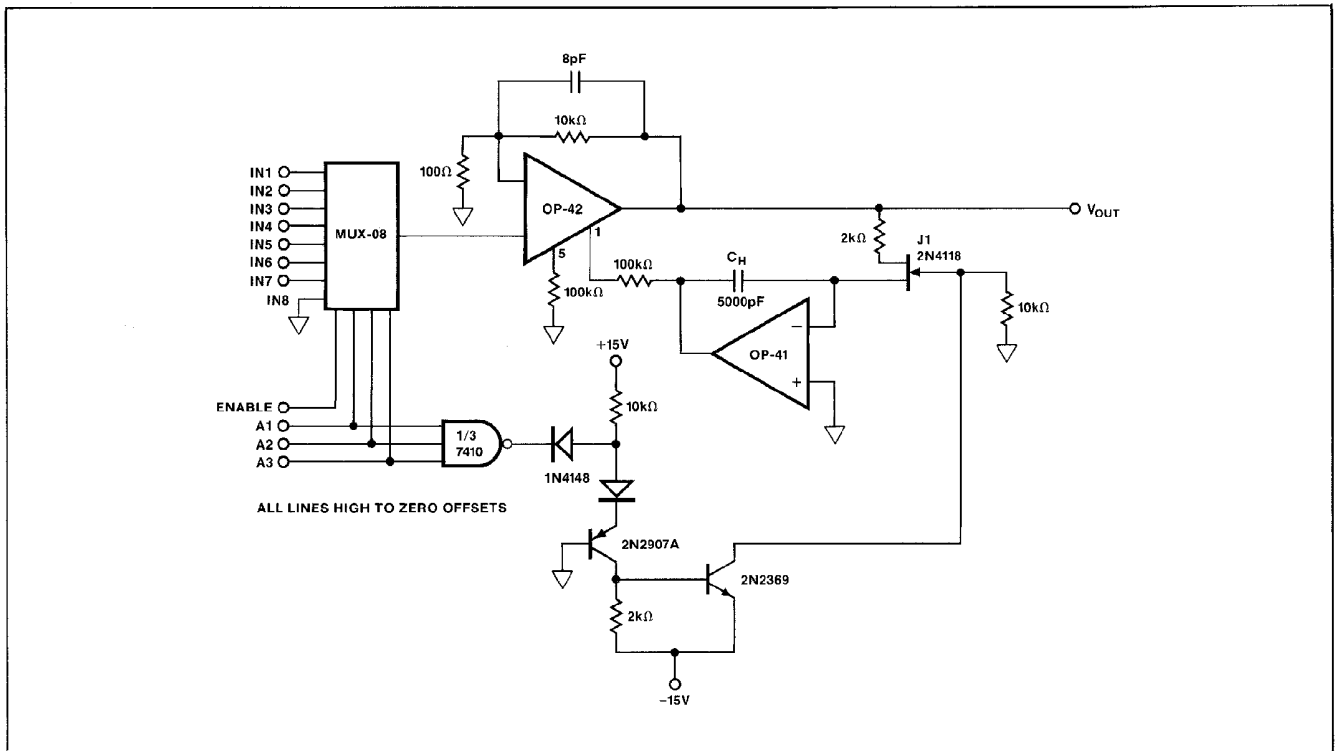 8pF
10kΩ
100Ω
IN1
IN2
IN3
IN4
IN5
IN6
IN7
IN8
MUX-08
OP-42
1
5
100kΩ
100kΩ
CH
5000pF
VOUT
2kΩ
J1
2N4118
10kΩ
OP-41
−
+
+15V
10kΩ
ENABLE
A1
A2
A3
1/3
7410
1N4148
ALL LINES HIGH TO ZERO OFFSETS
2N2907A
2N2369
2kΩ
−15V